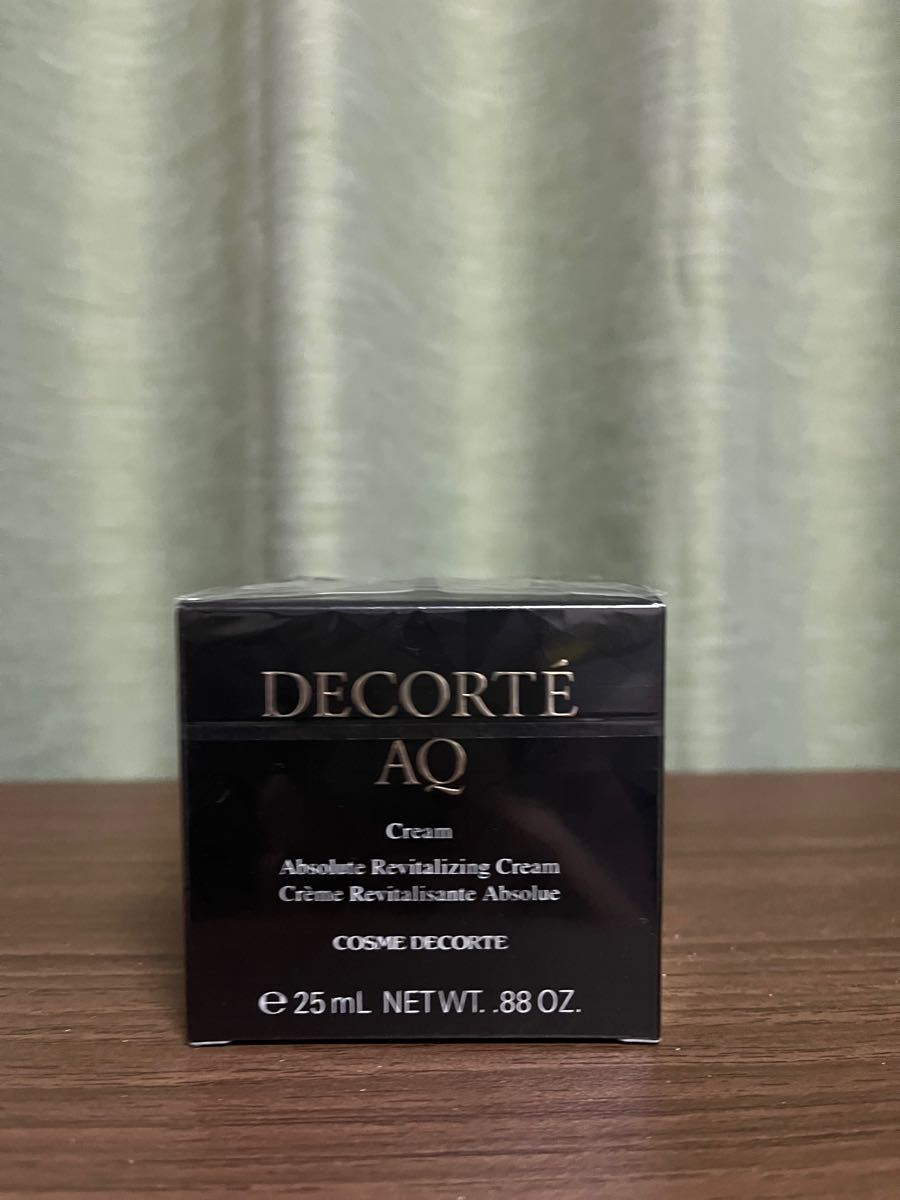 DECORTÉ
AQ
Cream
Absolute Revitalizing Cream
Crème Revitalisante Absolue
COSME DECORTE
℮ 25 mL NET WT. .88 OZ.